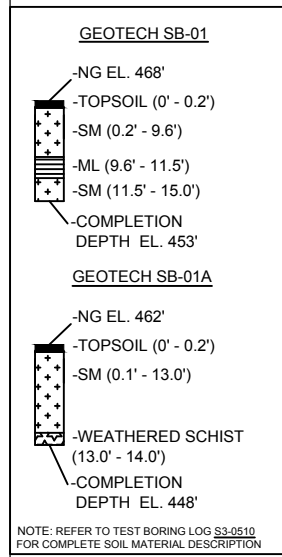 GEOTECH SB-01
-NG EL. 468'
-TOPSOIL (0' - 0.2')
-SM (0.2' - 9.6')
-ML (9.6' - 11.5')
-SM (11.5' - 15.0')
-COMPLETION
DEPTH EL. 453'
GEOTECH SB-01A
-NG EL. 462'
-TOPSOIL (0' - 0.2')
-SM (0.1' - 13.0')
-WEATHERED SCHIST
(13.0' - 14.0')
-COMPLETION
DEPTH EL. 448'
NOTE: REFER TO TEST BORING LOG S3-0510
FOR COMPLETE SOIL MATERIAL DESCRIPTION